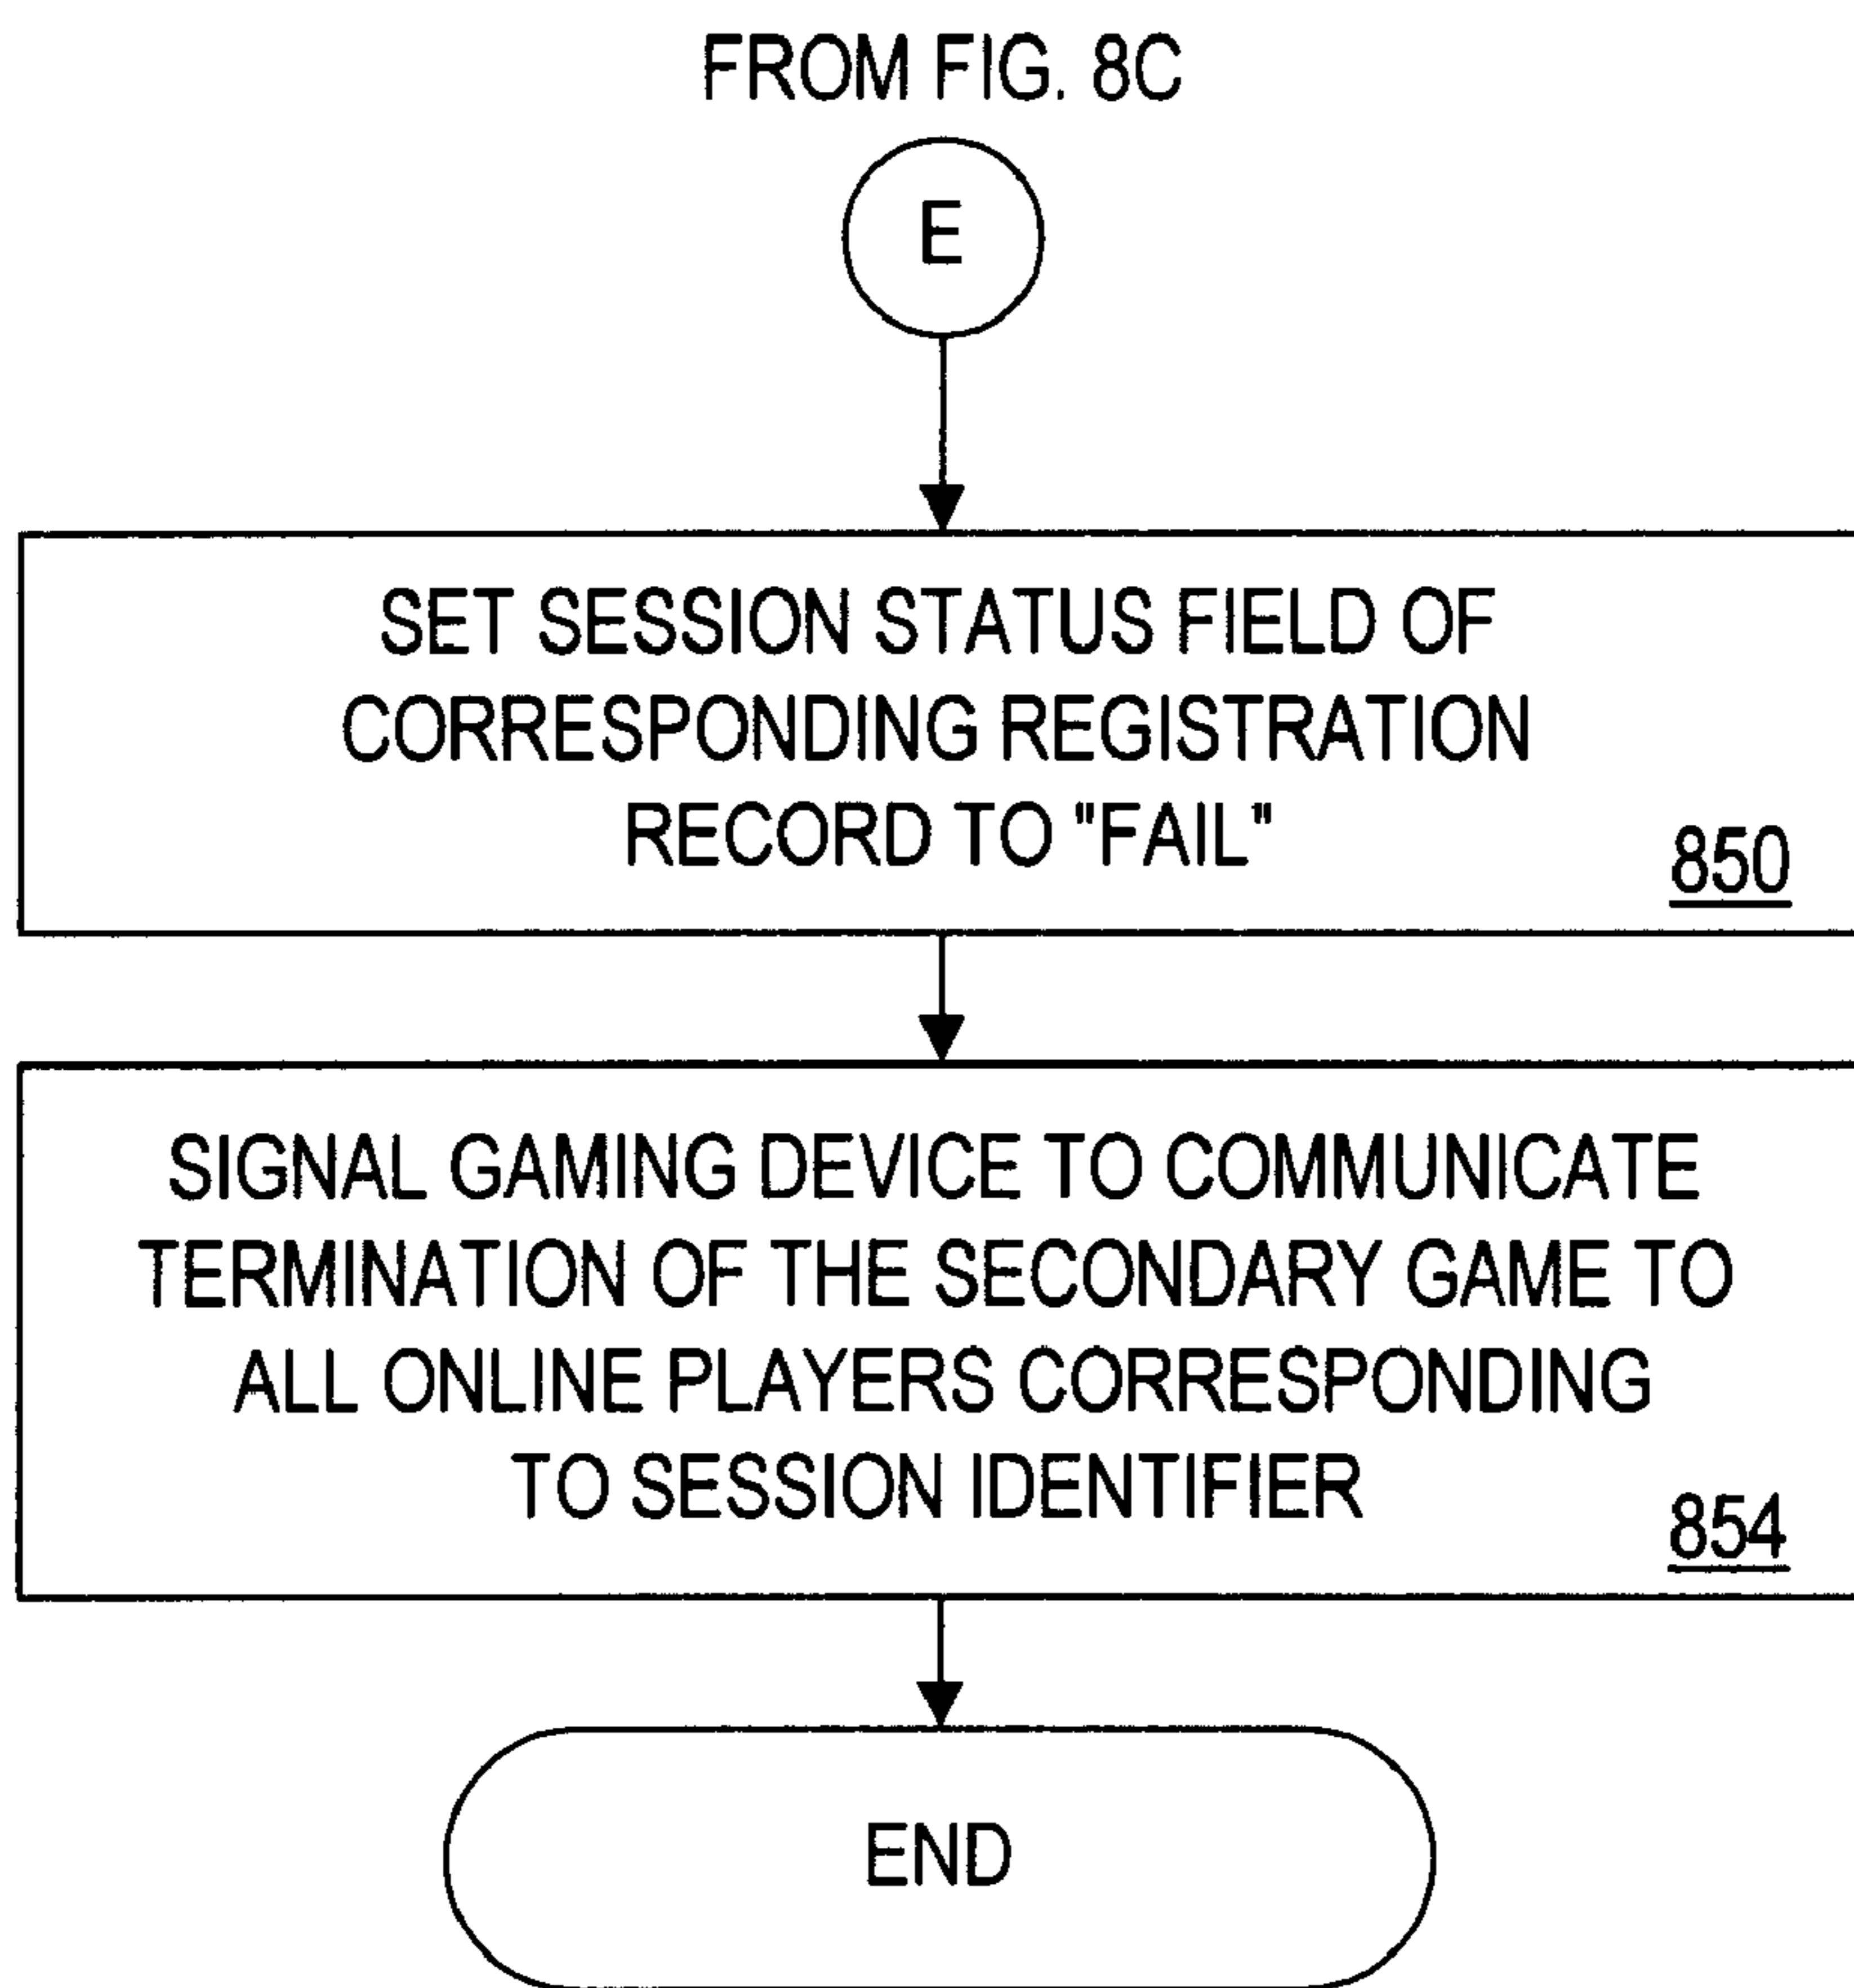 FROM FIG. 8C
E
SET SESSION STATUS FIELD OF
CORRESPONDING REGISTRATION
RECORD TO "FAIL"
850
SIGNAL GAMING DEVICE TO COMMUNICATE
TERMINATION OF THE SECONDARY GAME TO
ALL ONLINE PLAYERS CORRESPONDING
TO SESSION IDENTIFIER
854
END